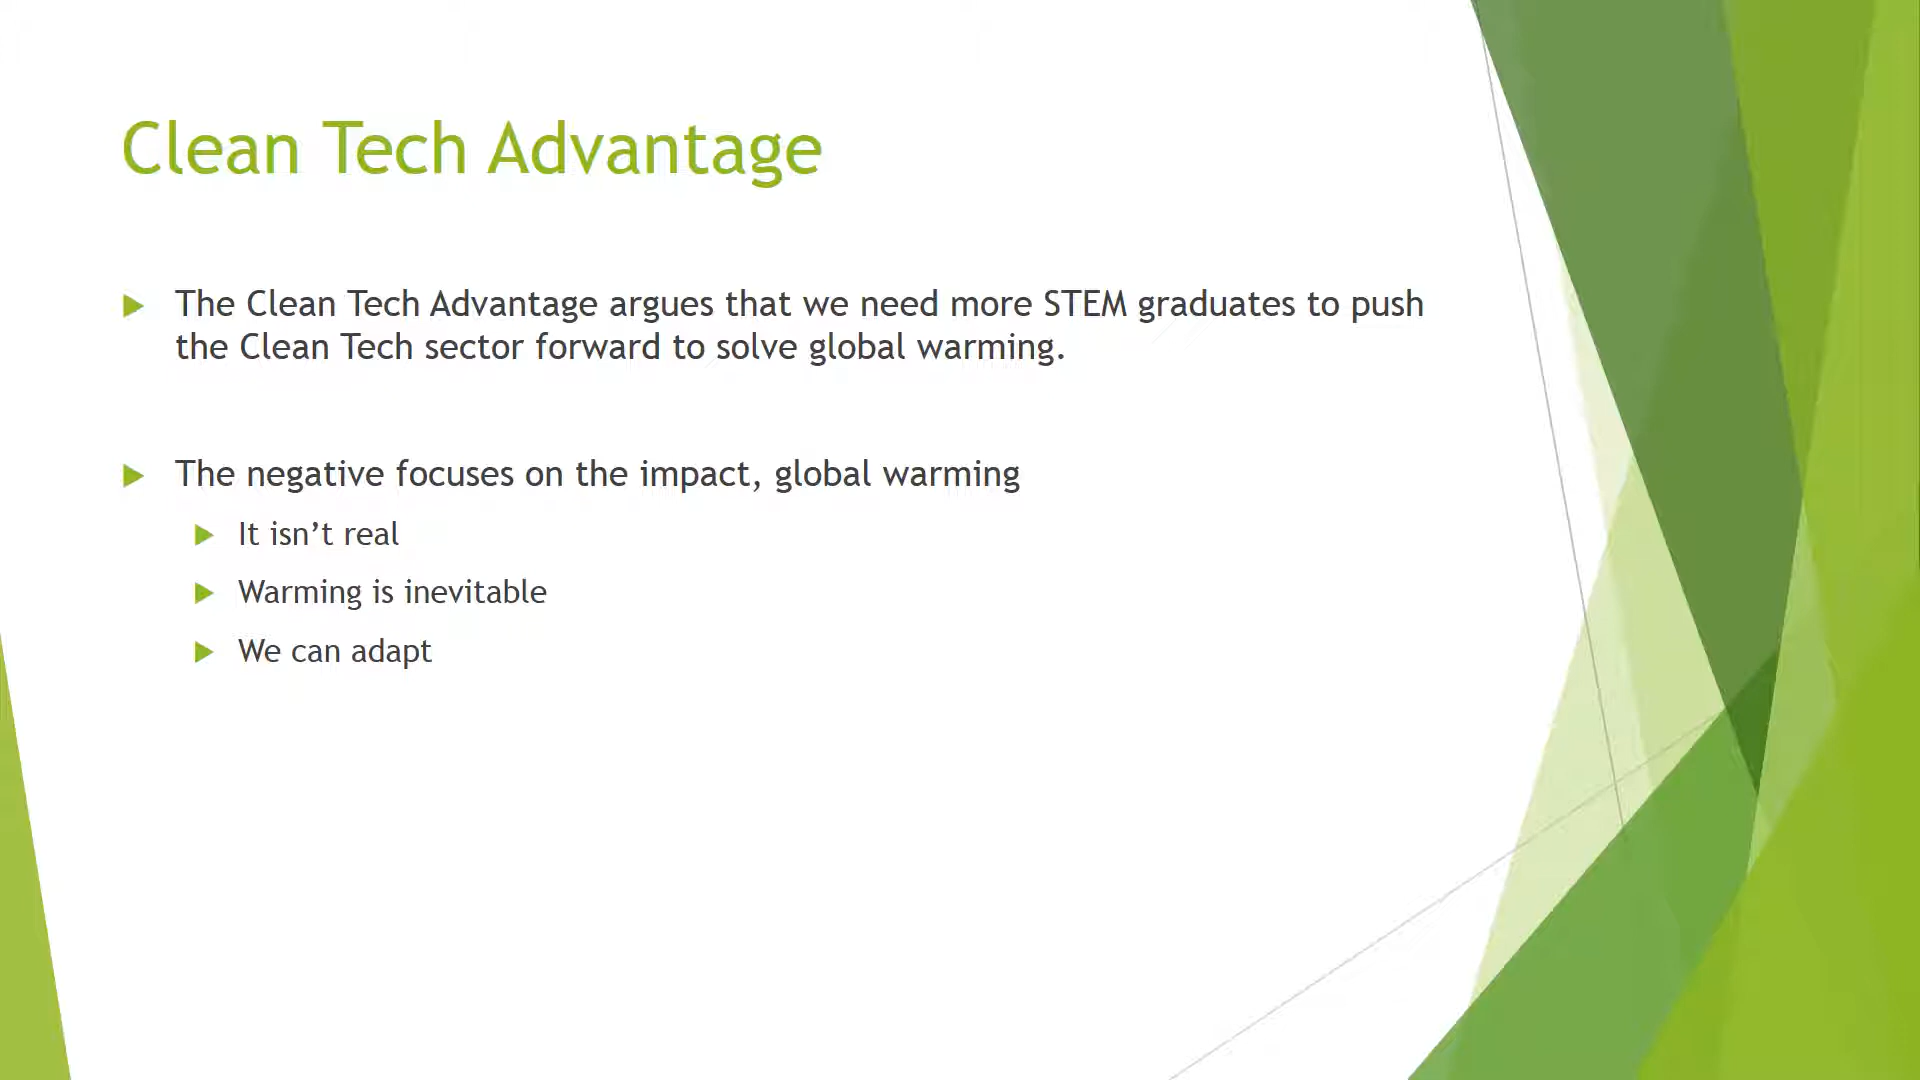 Clean Tech Advantage
The Clean Tech Advantage argues that we need more STEM graduates to push
the Clean Tech sector forward to solve global warming.
The negative focuses on the impact, global warming
It isn’t real
Warming is inevitable
We can adapt